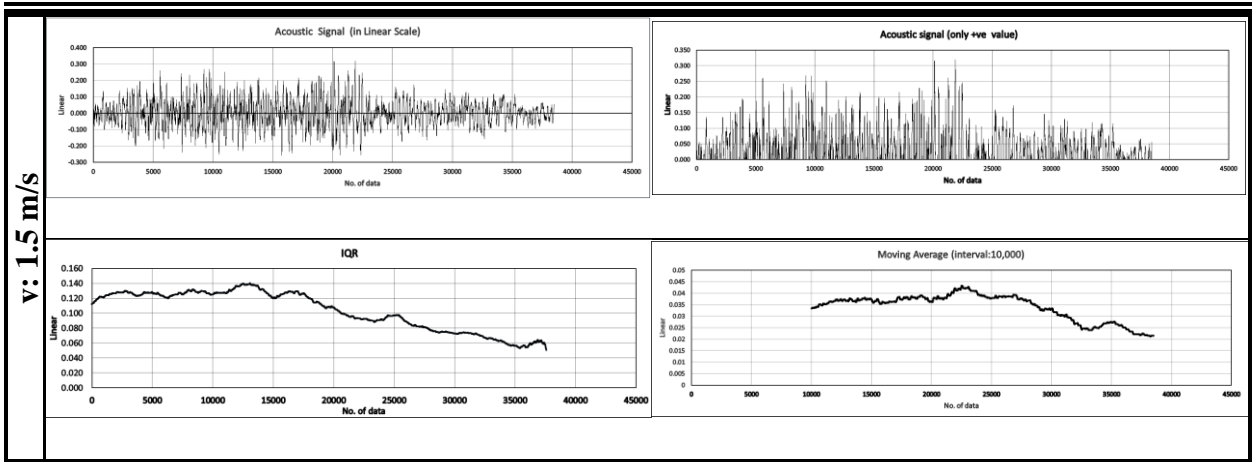 v: 1.5 m/s
Acoustic Signal (in Linear Scale)
Linear
0.400
0.300
0.200
0.100
0.000
-0.100
-0.200
-0.300
0 5000 10000 15000 20000 25000 30000 35000 40000 45000
No. of data
Acoustic signal (only +ve value)
Linear
0.350
0.300
0.250
0.200
0.150
0.100
0.050
0.000
0 5000 10000 15000 20000 25000 30000 35000 40000 45000
No. of data
IQR
Linear
0.160
0.140
0.120
0.100
0.080
0.060
0.040
0.020
0.000
0 5000 10000 15000 20000 25000 30000 35000 40000 45000
No. of data
Moving Average (interval:10,000)
Linear
0.05
0.045
0.04
0.035
0.03
0.025
0.02
0.015
0.01
0.005
0
0 5000 10000 15000 20000 25000 30000 35000 40000 45000
No. of data